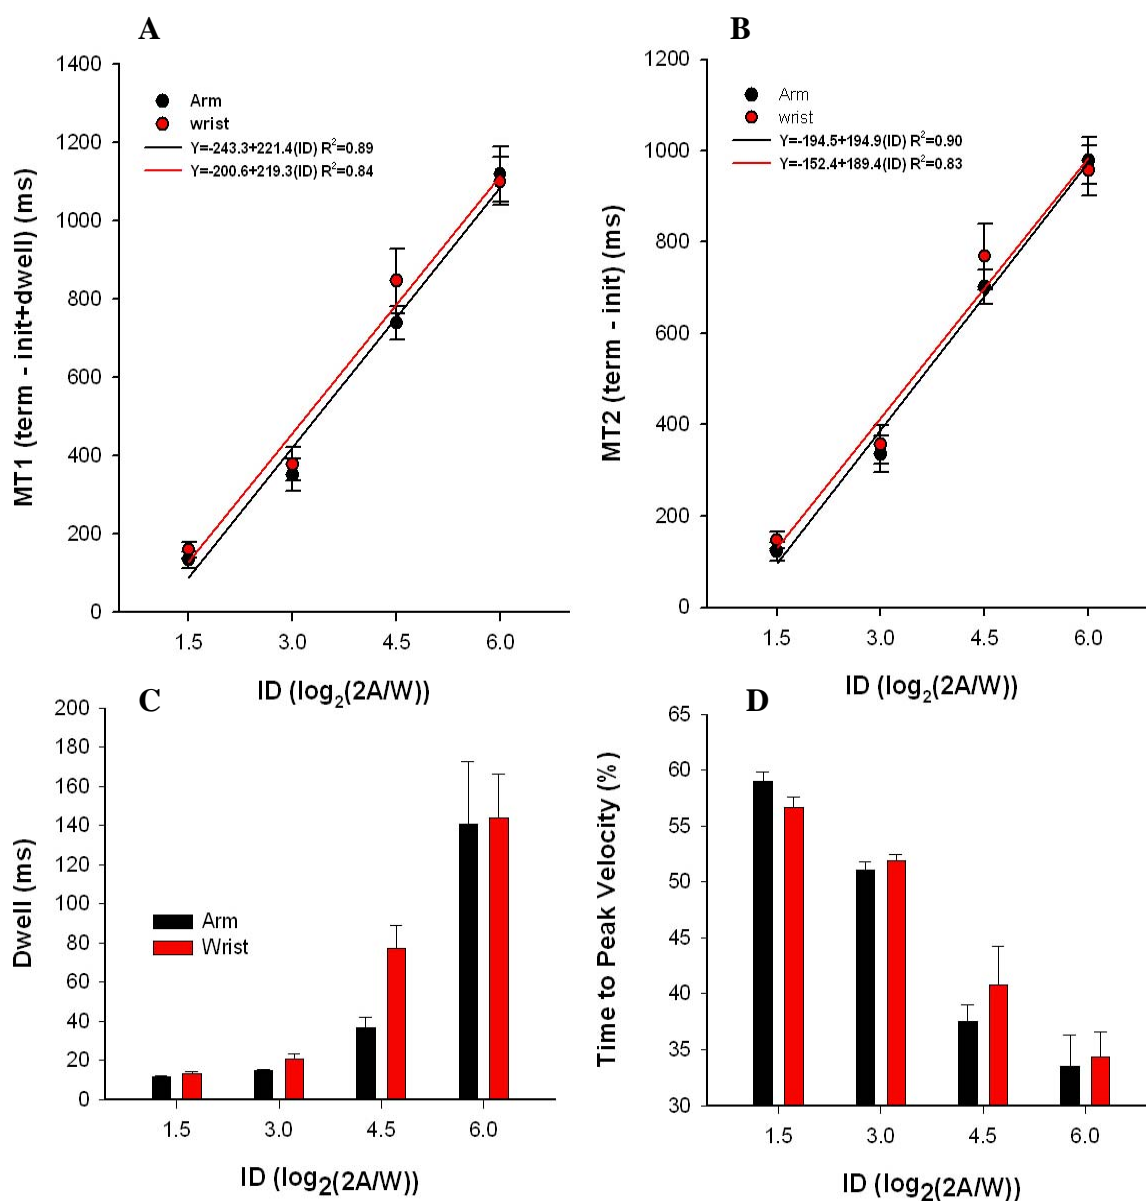 A
MT1 (term - init+dwell) (ms)
1400
1200
1000
800
600
400
200
0
Arm
wrist
Y=-243.3+221.4(ID) R²=0.89
Y=-200.6+219.3(ID) R²=0.84
1.5 3.0 4.5 6.0
ID (log₂(2A/W))
B
MT2 (term - init) (ms)
1200
1000
800
600
400
200
0
Arm
wrist
Y=-194.5+194.9(ID) R²=0.90
Y=-152.4+189.4(ID) R²=0.83
1.5 3.0 4.5 6.0
ID (log₂(2A/W))
C
Dwell (ms)
200
180
160
140
120
100
80
60
40
20
0
Arm
Wrist
1.5 3.0 4.5 6.0
ID (log₂(2A/W))
D
Time to Peak Velocity (%)
65
60
55
50
45
40
35
30
1.5 3.0 4.5 6.0
ID (log₂(2A/W))